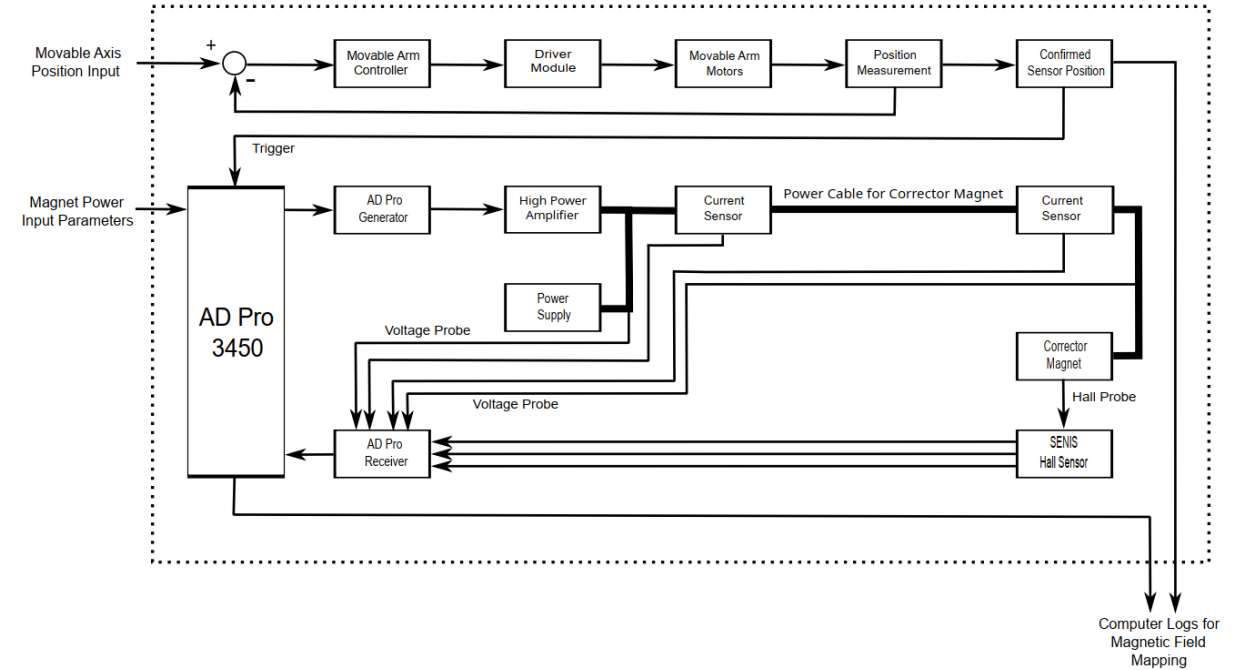 Movable Axis
Position Input
+
-
Movable Arm
Controller
Driver
Module
Movable Arm
Motors
Position
Measurement
Confirmed
Sensor Position
Trigger
Magnet Power
Input Parameters
AD Pro
3450
AD Pro
Generator
High Power
Amplifier
Current
Sensor
Power Cable for Corrector Magnet
Current
Sensor
Power
Supply
Voltage Probe
Corrector
Magnet
Voltage Probe
Hall Probe
AD Pro
Receiver
SENIS
Hall Sensor
Computer Logs for
Magnetic Field
Mapping